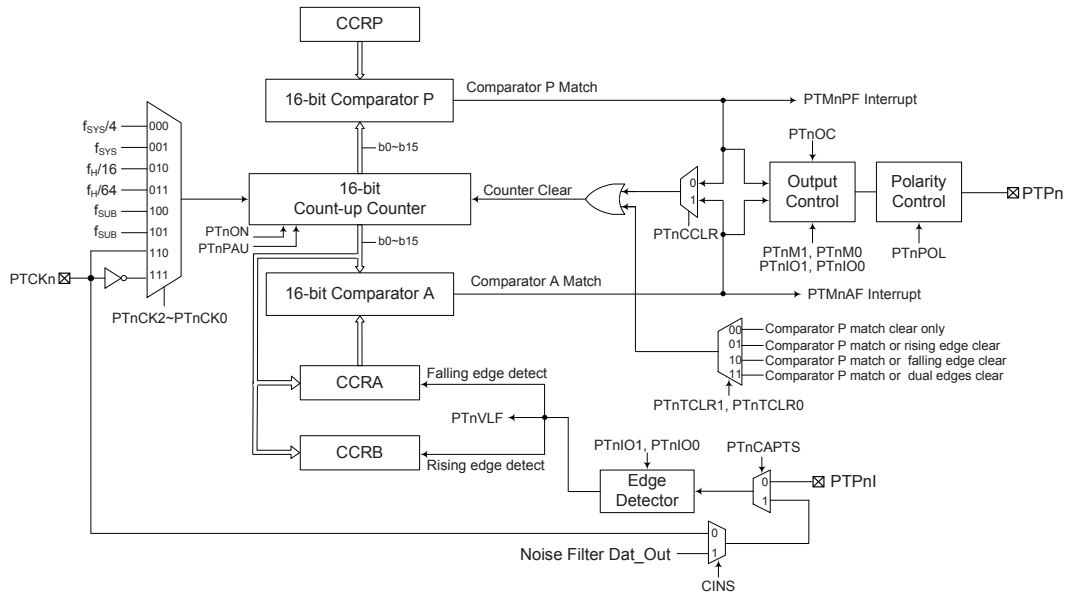 CCRP
16-bit Comparator P
Comparator P Match
PTMnPF Interrupt
b0~b15
fSYS/4
000
fSYS
001
fH/16
010
fH/64
011
fSUB
100
fSUB
101
110
111
PTCKn
PTnCK2~PTnCK0
16-bit
Count-up Counter
PTnON
PTnPAU
b0~b15
Counter Clear
0
1
PTnCCLR
PTnOC
Output
Control
PTnM1, PTnM0
PTnIO1, PTnIO0
Polarity
Control
PTnPOL
PTPn
16-bit Comparator A
Comparator A Match
PTMnAF Interrupt
00
Comparator P match clear only
01
Comparator P match or rising edge clear
10
Comparator P match or falling edge clear
11
Comparator P match or dual edges clear
PTnTCLR1, PTnTCLR0
CCRA
Falling edge detect
PTnVLF
CCRB
Rising edge detect
PTnIO1, PTnIO0
Edge
Detector
PTnCAPTS
0
1
PTPnI
0
1
Noise Filter Dat_Out
CINS